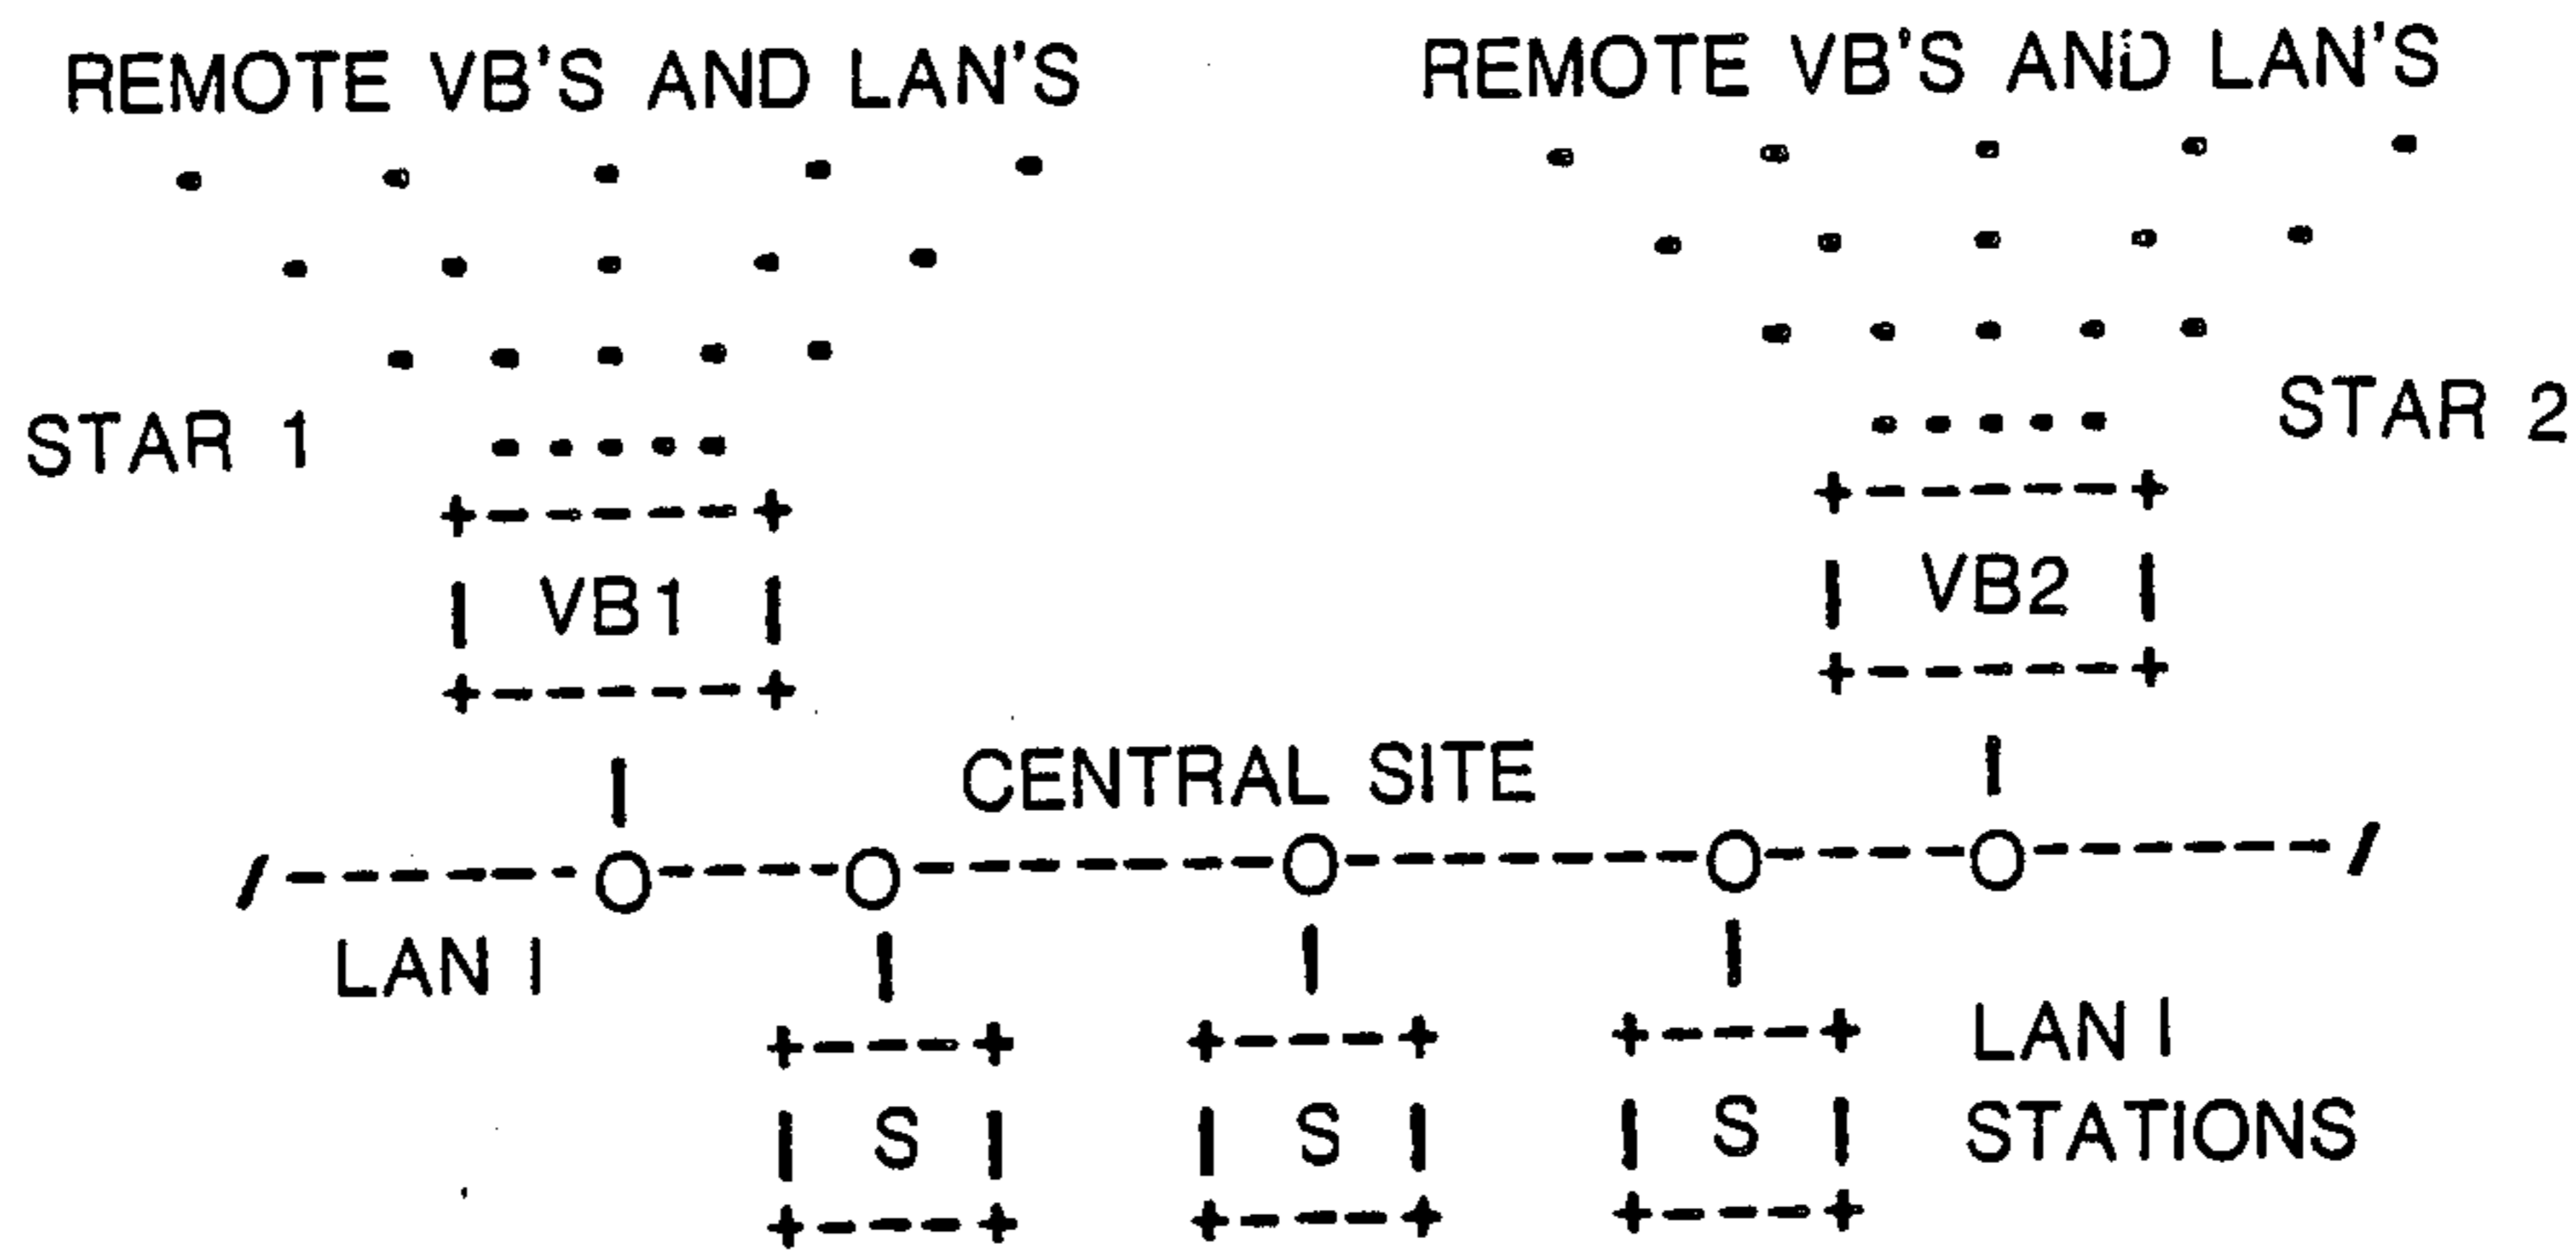 REMOTE VB'S AND LAN'S
REMOTE VB'S AND LAN'S
STAR 1
STAR 2
VB1
VB2
CENTRAL SITE
LAN I
S
S
S
LAN I
STATIONS